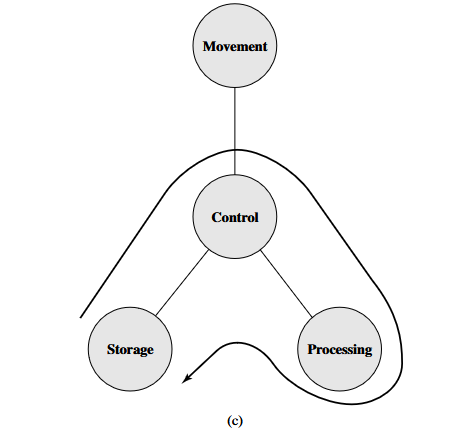 Movement
Control
Storage
Processing
(c)